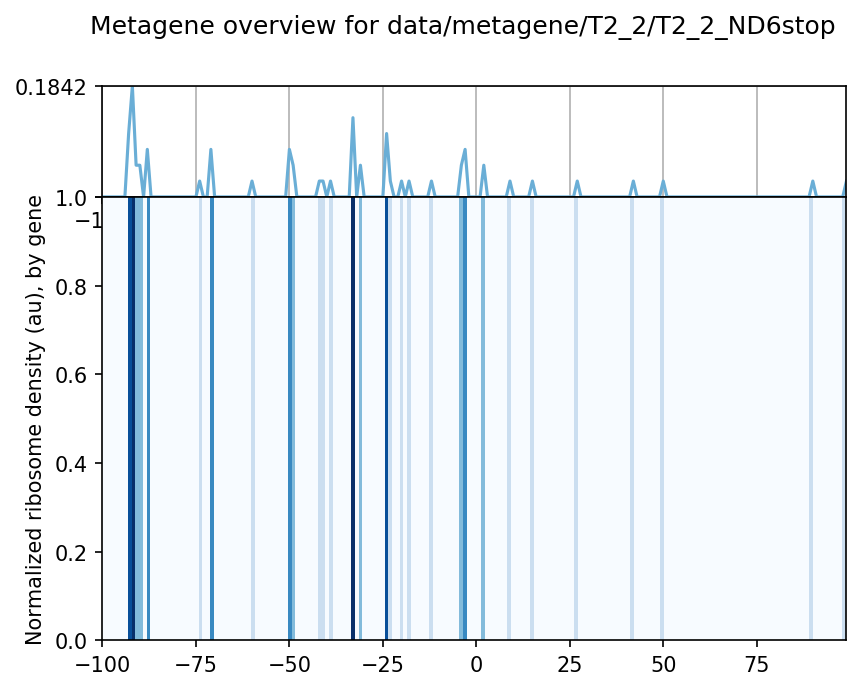 Metagene overview for data/metagene/T2_2/T2_2_ND6stop
0.1842
1.0
−1
0.8
0.6
0.4
0.2
0.0
Normalized ribosome density (au), by gene
−100 −75 −50 −25 0 25 50 75